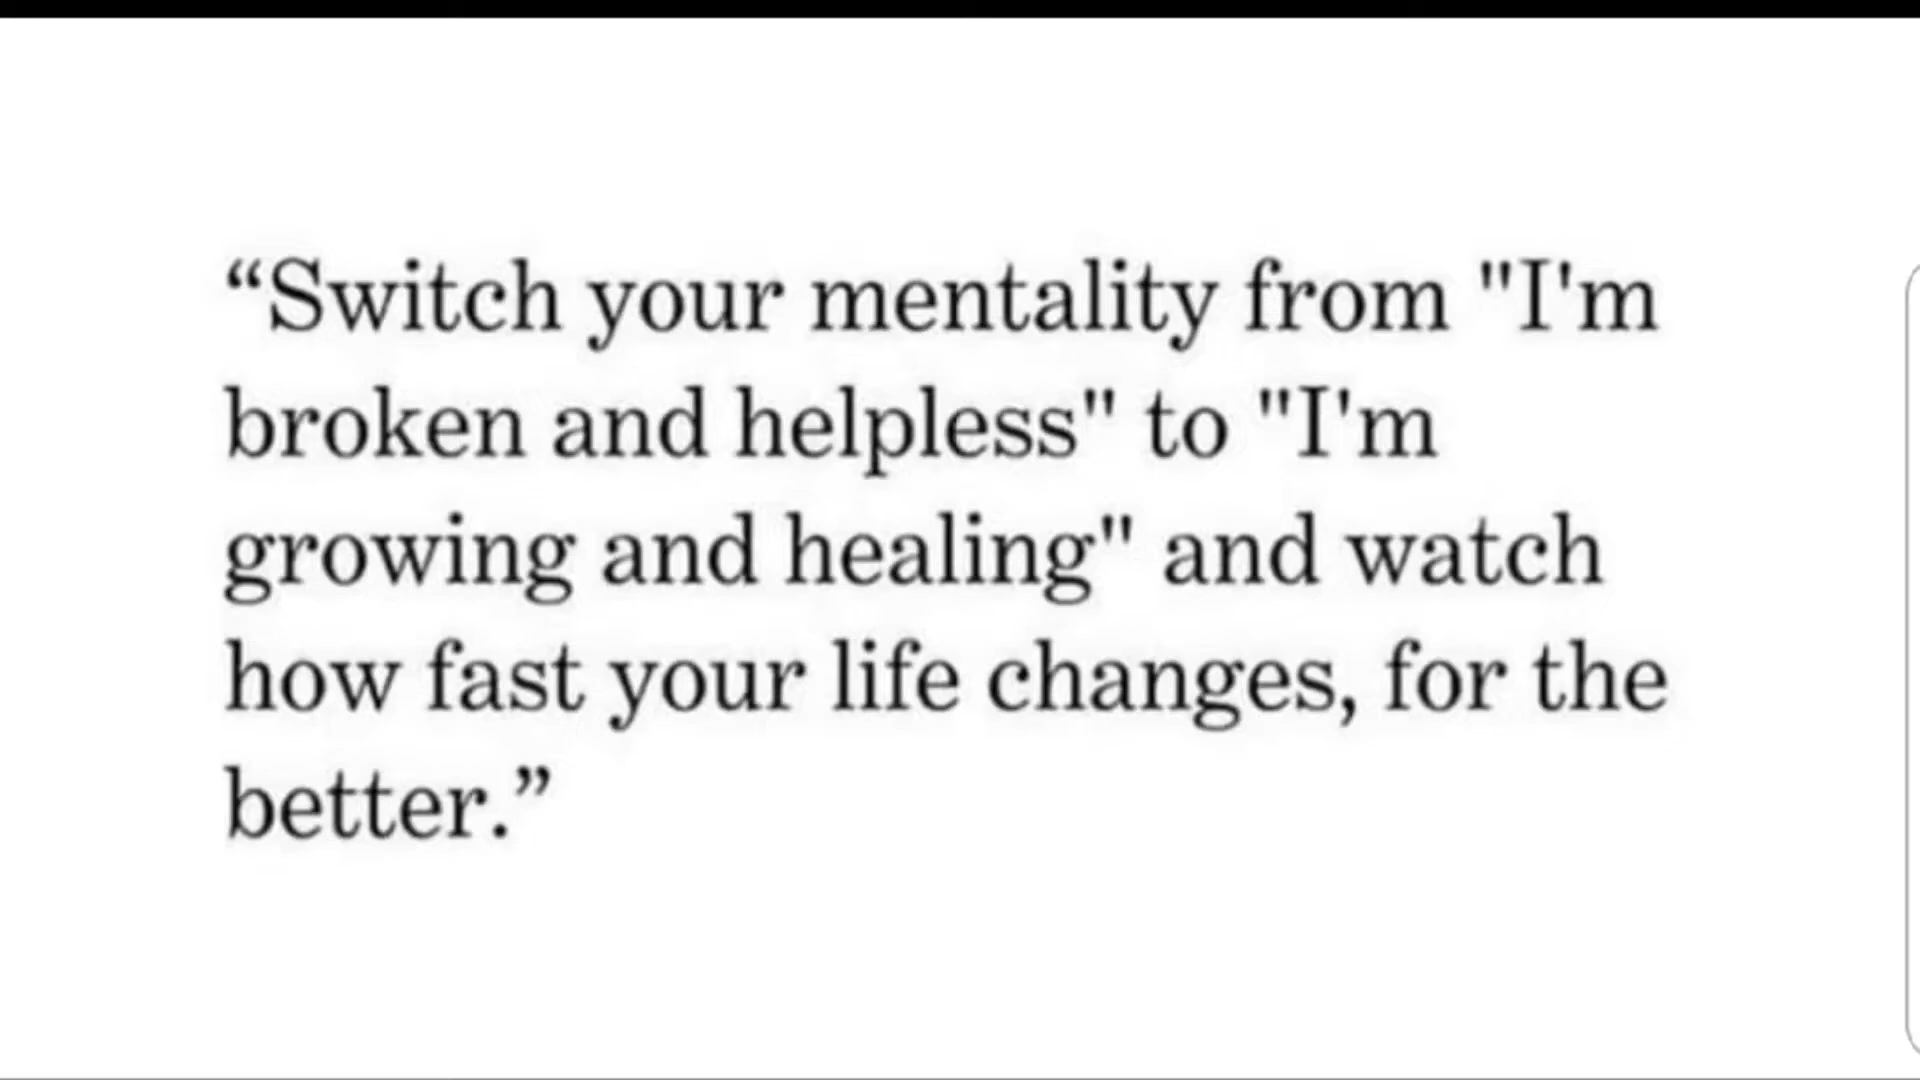 “Switch your mentality from "I'm
broken and helpless" to "I'm
growing and healing" and watch
how fast your life changes, for the
better.”